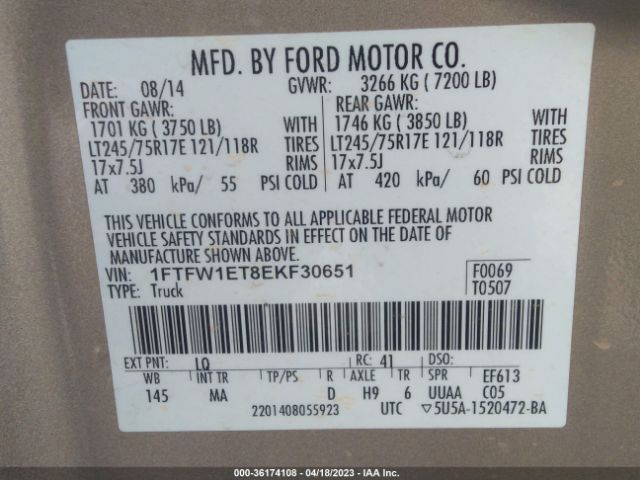 MFD. BY FORD MOTOR CO.
DATE: 08/14 GVWR: 3266 KG ( 7200 LB)
FRONT GAWR: REAR GAWR:
1701 KG ( 3750 LB) WITH 1746 KG ( 3850 LB) WITH
LT245/75R17E 121/118R TIRES LT245/75R17E 121/118R TIRES
17x7.5J RIMS 17x7.5J RIMS
AT 380 kPa/ 55 PSI COLD AT 420 kPa/ 60 PSI COLD
THIS VEHICLE CONFORMS TO ALL APPLICABLE FEDERAL MOTOR
VEHICLE SAFETY STANDARDS IN EFFECT ON THE DATE OF MANUFACTURE
SHOWN ABOVE.
VIN: 1FTFW1ET8EKF30651 F0069
TYPE: Truck T0507
EXT PNT: LQ RC: 41 DSO:
WB INT TR TP/PS R AXLE TR SPR EF613
145 MA D H9 6 UUAA C05
2201408055923 UTC ▽5U5A-1520472-BA
000-36174108 - 04/18/2023 - IAA Inc.